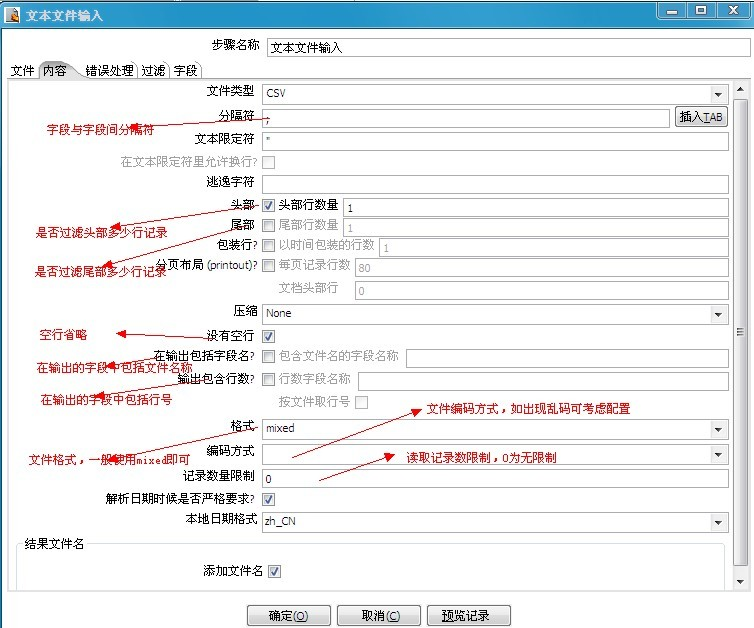 文本文件输入
步骤名称 文本文件输入
文件 内容 错误处理 过滤 字段
文件类型 CSV
分隔符 ; 插入TAB
字段与字段间分隔符
文本限定符 "
在文本限定符里允许换行?
逃逸字符
头部 头部行数量 1
是否过滤头部多少行记录
尾部 尾部行数量 1
包装行? 以时间包装的行数 1
分页布局 (printout)? 每页记录行数 80
是否过滤尾部多少行记录
文档头部行 0
压缩 None
空行省略
没有空行
在输出包括字段名? 包含文件名的字段名称
在输出的字段中包括文件名称
输出包含行数? 行数字段名称
在输出的字段中包括行号
按文件取行号
文件编码方式，如出现乱码可考虑配置
格式 mixed
编码方式
文件格式，一般使用mixed即可
读取记录数限制，0为无限制
记录数量限制 0
解析日期时候是否严格要求?
本地日期格式 zh_CN
结果文件名
添加文件名
确定(O) 取消(C) 预览记录